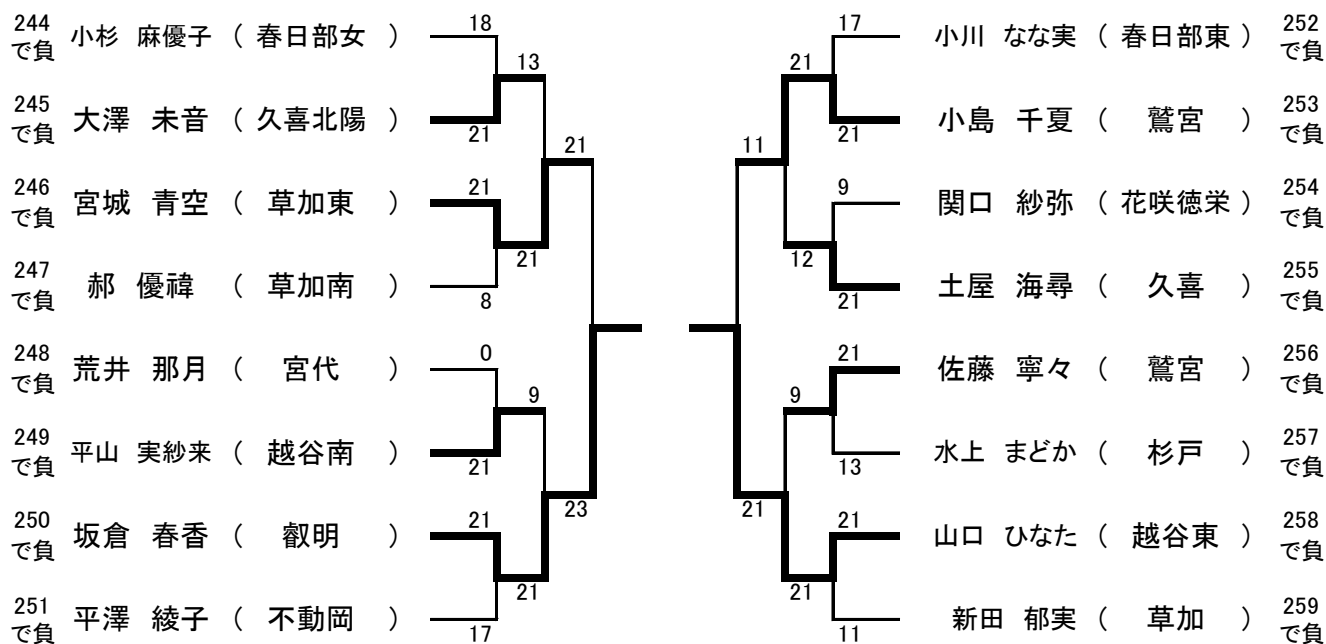 244
で負
小杉 麻優子 ( 春日部女 )
18
245
で負
大澤 未音 ( 久喜北陽 )
21
13
246
で負
宮城 青空 ( 草加東 )
21
247
で負
郝 優禕 ( 草加南 )
8
21
21
248
で負
荒井 那月 ( 宮代 )
0
249
で負
平山 実紗来 ( 越谷南 )
21
9
250
で負
坂倉 春香 ( 叡明 )
21
251
で負
平澤 綾子 ( 不動岡 )
17
21
23
17
小川 なな実 ( 春日部東 )
252
で負
21
21
小島 千夏 ( 鷲宮 )
253
で負
11
9
関口 紗弥 ( 花咲徳栄 )
254
で負
12
21
土屋 海尋 ( 久喜 )
255
で負
21
佐藤 寧々 ( 鷲宮 )
256
で負
9
13
水上 まどか ( 杉戸 )
257
で負
21
21
山口 ひなた ( 越谷東 )
258
で負
21
11
新田 郁実 ( 草加 )
259
で負